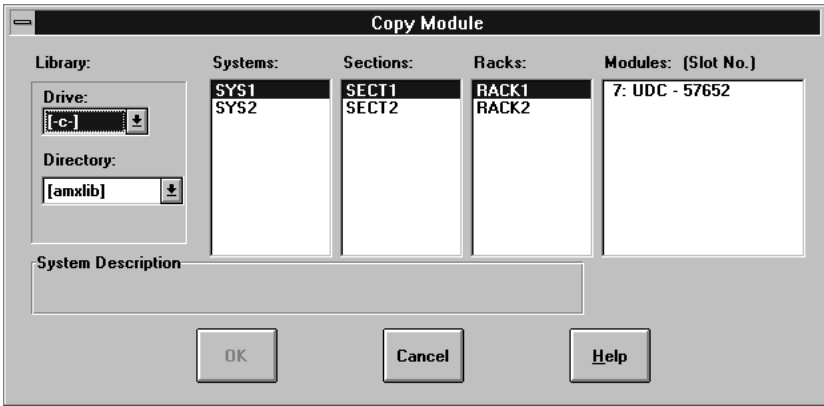 Copy Module
Library:
Drive:
[-c-]
Directory:
[amxlib]
Systems:
SYS1
SYS2
Sections:
SECT1
SECT2
Racks:
RACK1
RACK2
Modules: (Slot No.)
7: UDC - 57652
System Description
OK
Cancel
Help